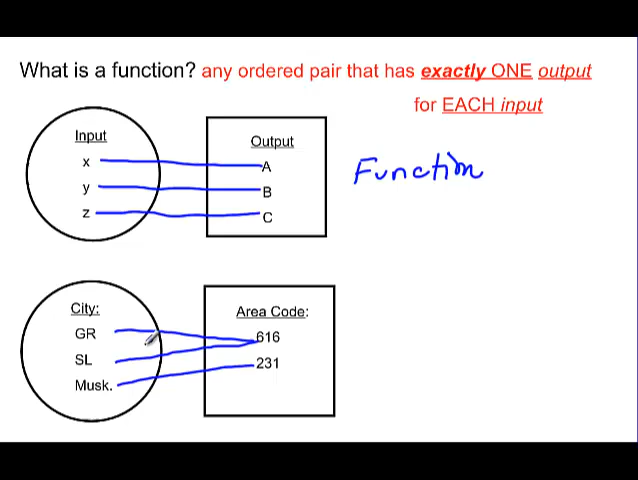 What is a function? any ordered pair that has exactly ONE output
for EACH input
Input
x
y
z
Output
A
B
C
Function
City:
GR
SL
Musk.
Area Code:
616
231